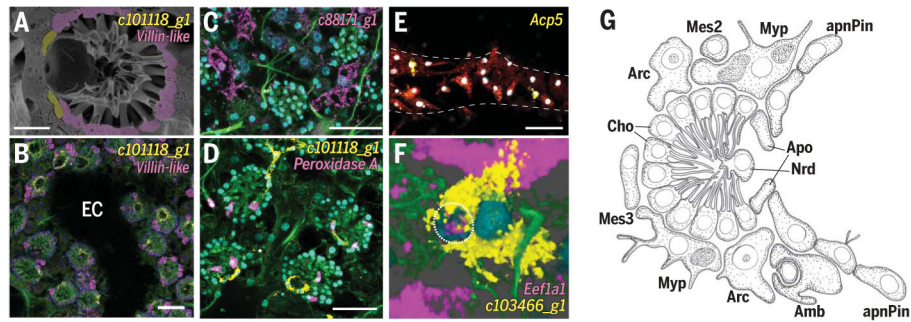 A
c101118_g1
Villin-like
B
c101118_g1
Villin-like
EC
C
c88171_g1
D
c101118_g1
Peroxidase A
E
Acp5
F
Eef1a1
c103466_g1
G
Mes2
Myp
apnPin
Arc
Cho
Apo
Nrd
Mes3
Myp
Arc
Amb
apnPin